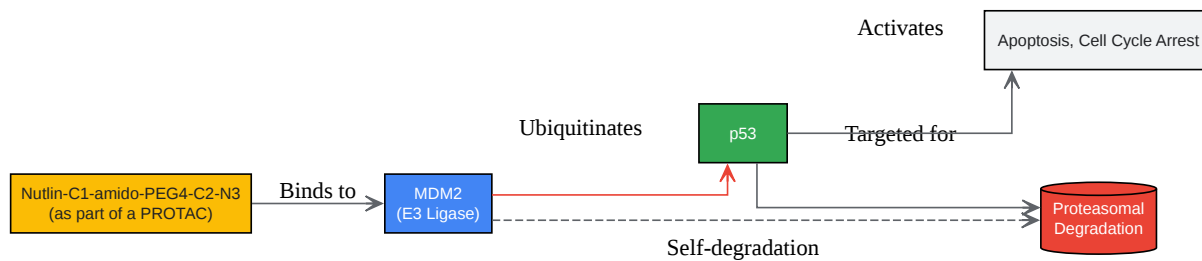 Activates
Apoptosis, Cell Cycle Arrest
Ubiquitinates
p53
Targeted for
Nutlin-C1-amido-PEG4-C2-N3
(as part of a PROTAC)
Binds to
MDM2
(E3 Ligase)
Proteasomal
Degradation
Self-degradation